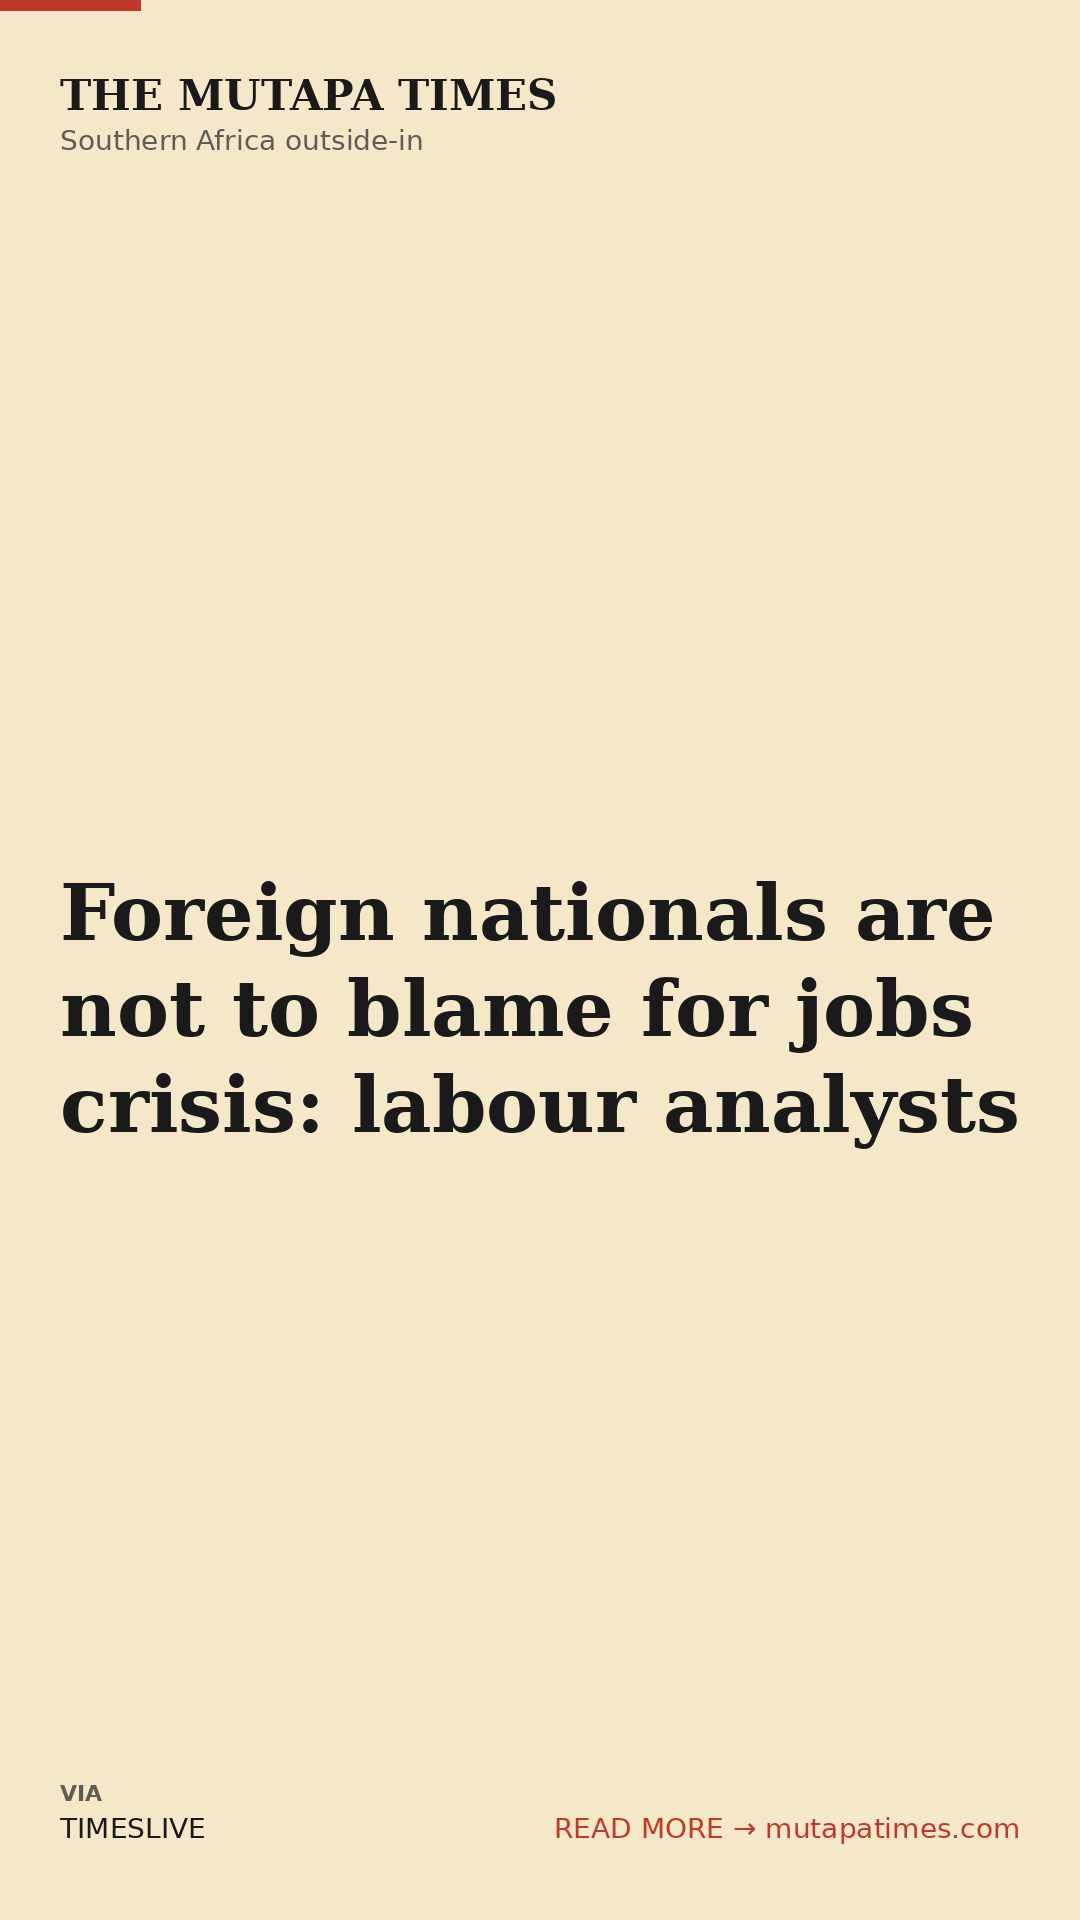 THE MUTAPA TIMES
Southern Africa outside-in
Foreign nationals are
not to blame for jobs
crisis: labour analysts
VIA
TIMESLIVE
READ MORE → mutapatimes.com